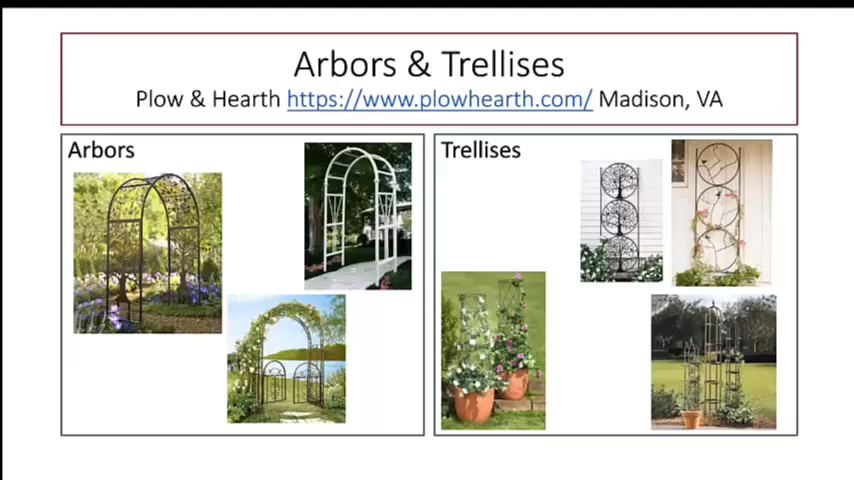 Arbors & Trellises
Plow & Hearth https://www.plowhearth.com/ Madison, VA
Arbors
Trellises